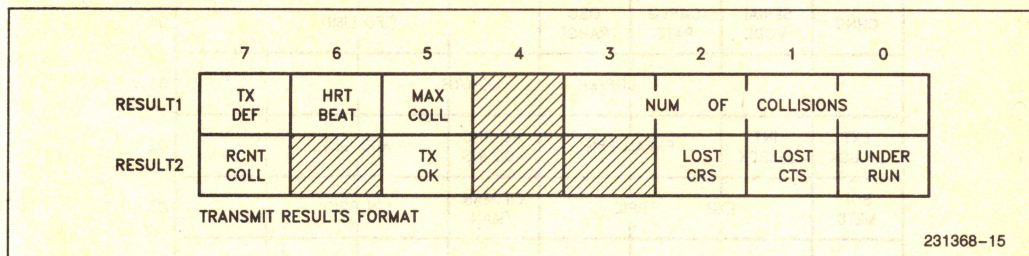 7 6 5 4 3 2 1 0
RESULT1 TX DEF HRT BEAT MAX COLL NUM OF COLLISIONS
RESULT2 RCNT COLL TX OK LOST CRS LOST CTS UNDER RUN
TRANSMIT RESULTS FORMAT
231368–15